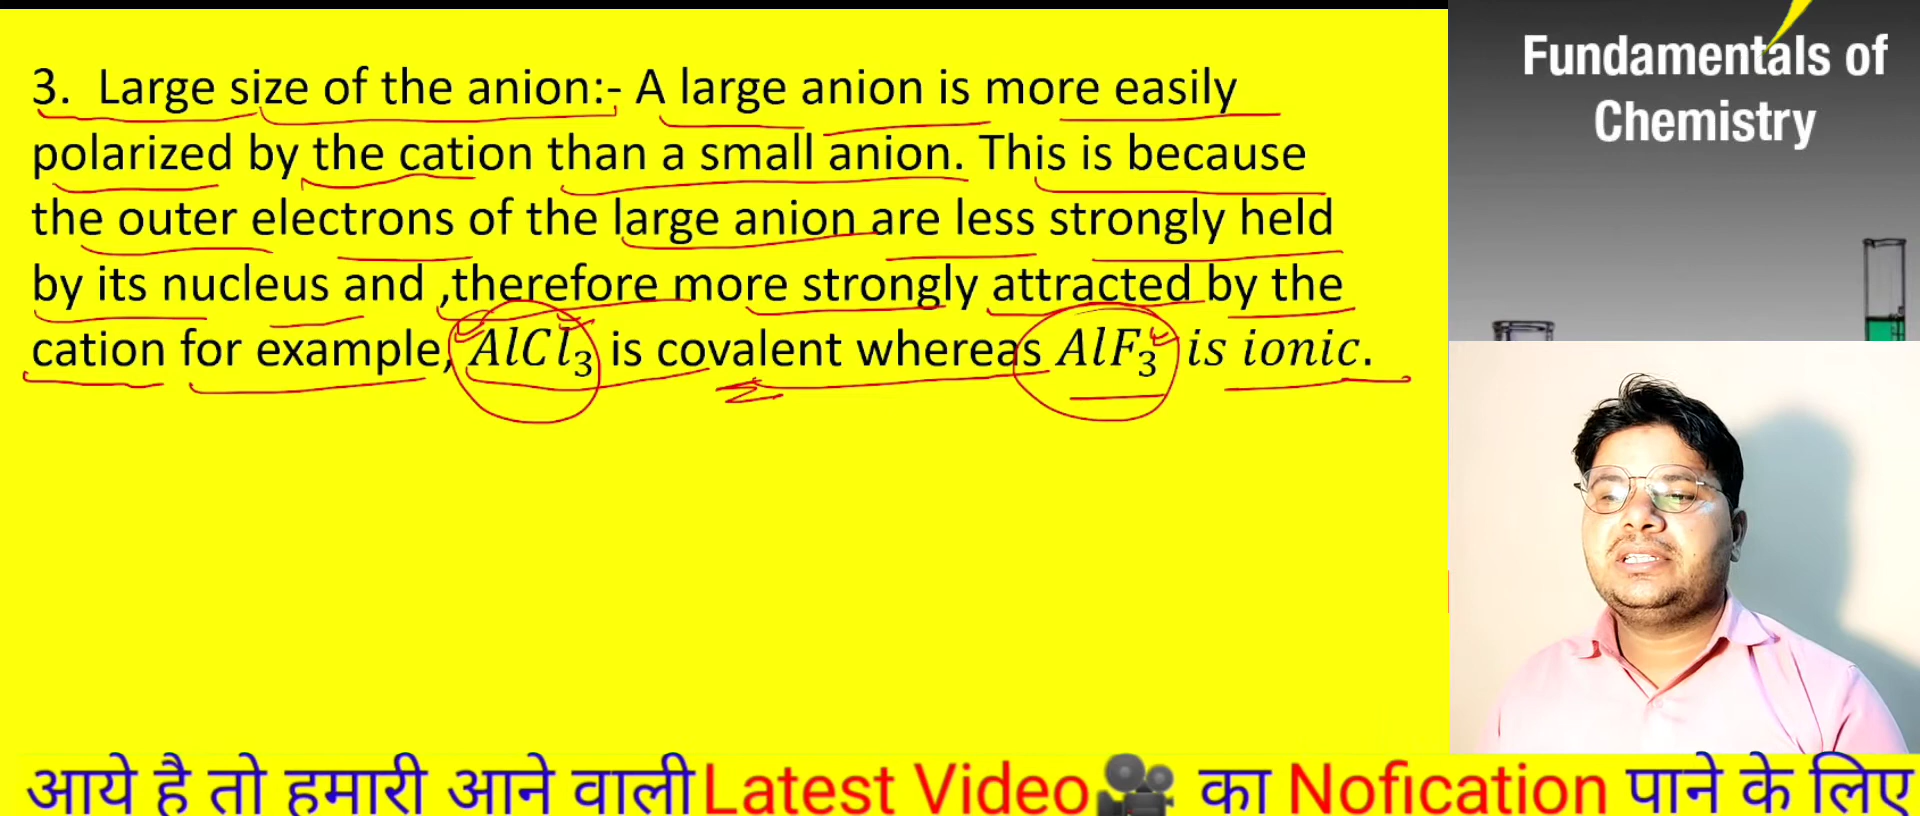 3. Large size of the anion:- A large anion is more easily
polarized by the cation than a small anion. This is because
the outer electrons of the large anion are less strongly held
by its nucleus and ,therefore more strongly attracted by the
cation for example, AlCl₃ is covalent whereas AlF₃ is ionic.
Fundamentals of
Chemistry
आये है तो हमारी आने वाली Latest Video🎥 का Nofication पाने के लिए